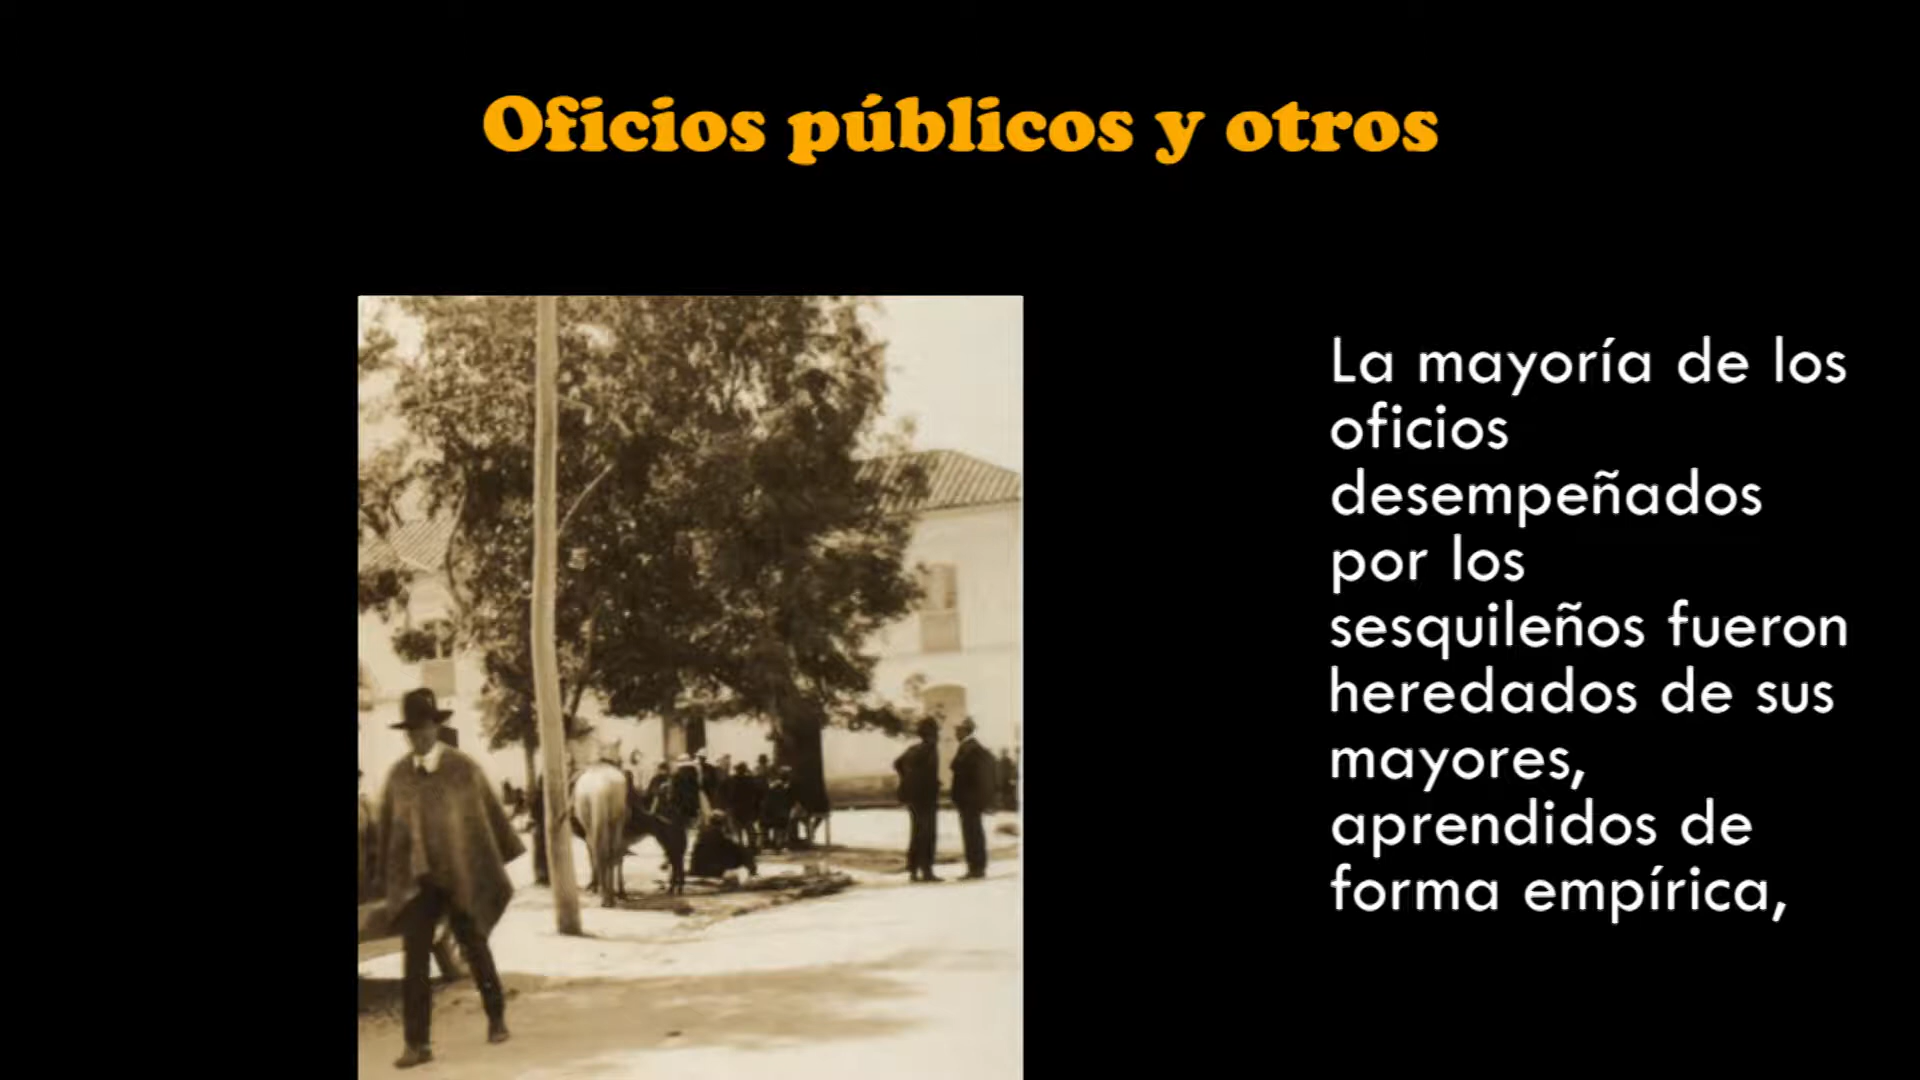 Oficios públicos y otros
La mayoría de los
oficios
desempeñados
por los
sesquileños fueron
heredados de sus
mayores,
aprendidos de
forma empírica,